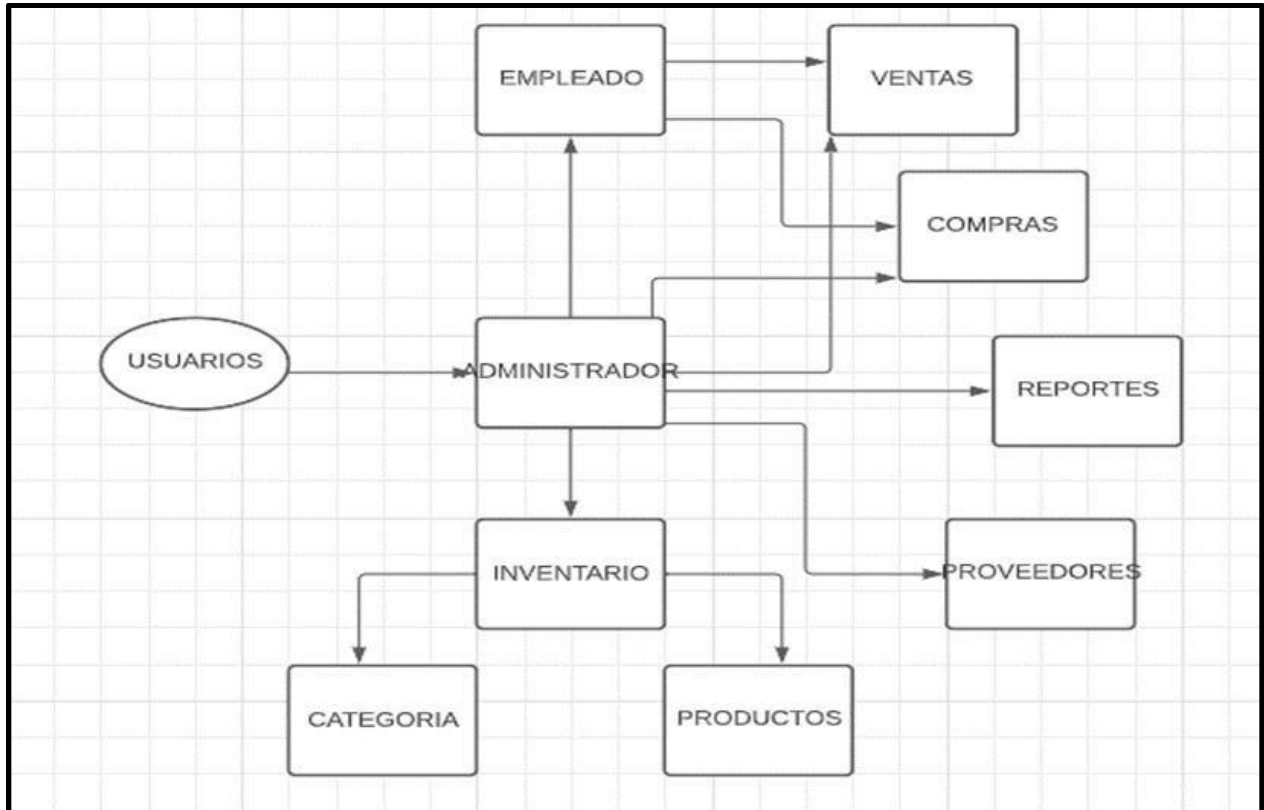 EMPLEADO
VENTAS
COMPRAS
USUARIOS
ADMINISTRADOR
REPORTES
INVENTARIO
PROVEEDORES
CATEGORIA
PRODUCTOS